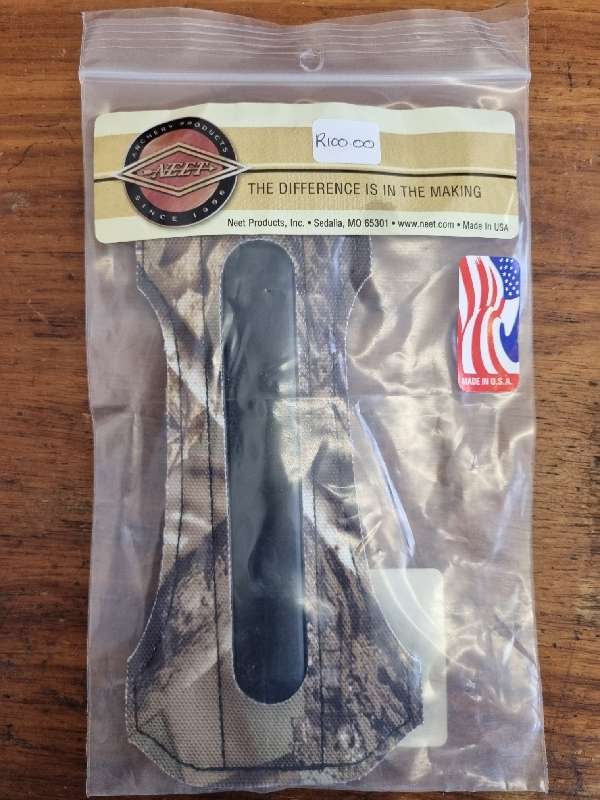 ARCHERY PRODUCTS
NEET
SINCE 1996
R100.00
THE DIFFERENCE IS IN THE MAKING
Neet Products, Inc. • Sedalia, MO 65301 • www.neet.com • Made In USA
MADE IN U.S.A.